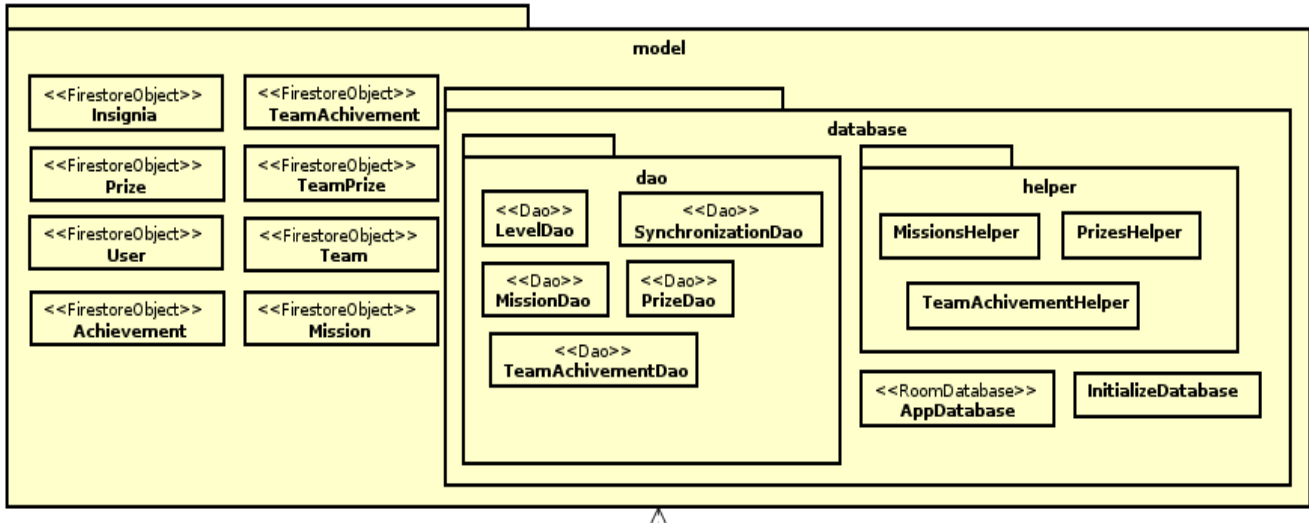 model
<<FirestoreObject>>
Insignia
<<FirestoreObject>>
TeamAchivement
<<FirestoreObject>>
Prize
<<FirestoreObject>>
TeamPrize
<<FirestoreObject>>
User
<<FirestoreObject>>
Team
<<FirestoreObject>>
Achievement
<<FirestoreObject>>
Mission
database
dao
<<Dao>>
LevelDao
<<Dao>>
SynchronizationDao
<<Dao>>
MissionDao
<<Dao>>
PrizeDao
<<Dao>>
TeamAchivementDao
helper
MissionsHelper
PrizesHelper
TeamAchivementHelper
<<RoomDatabase>>
AppDatabase
InitializeDatabase